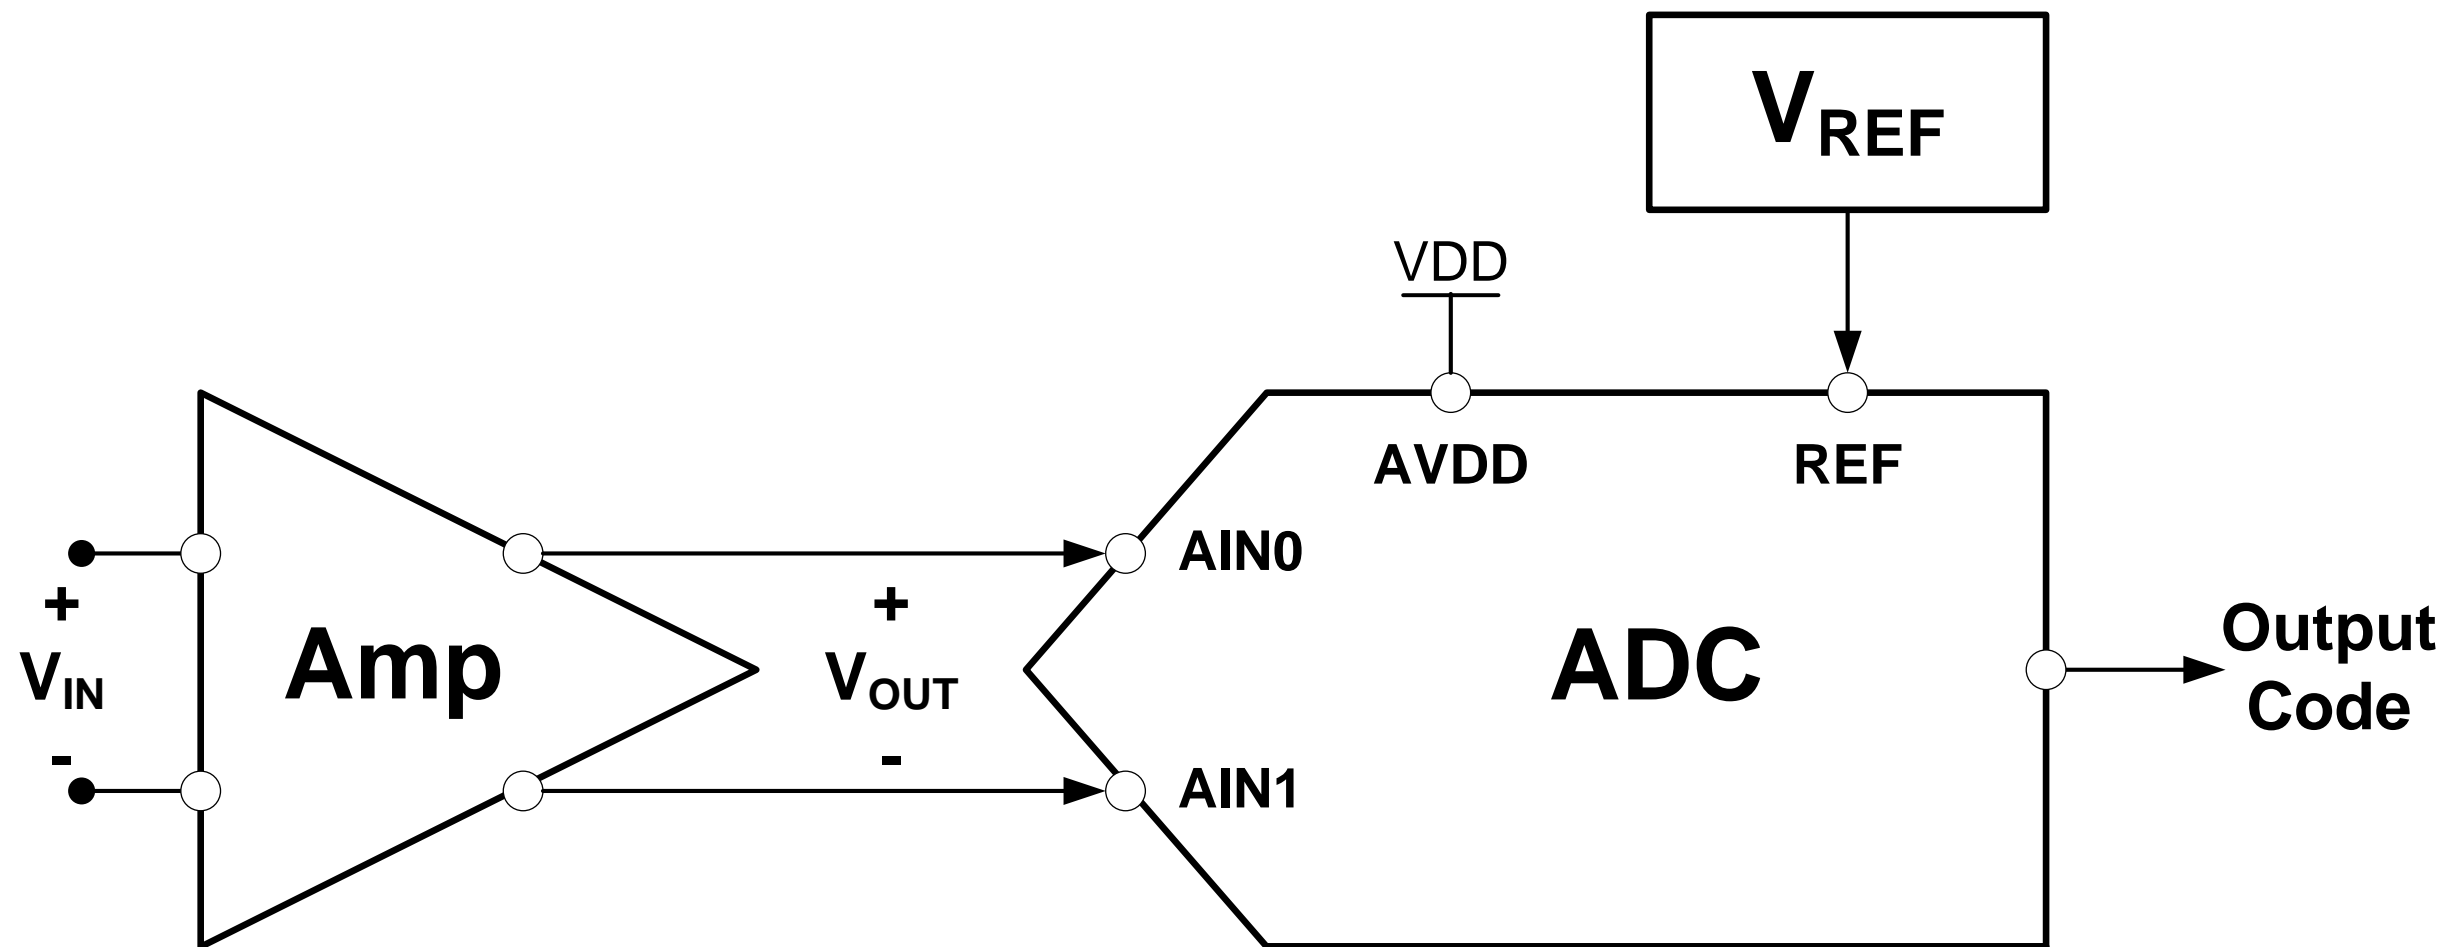 VREF
VDD
AVDD
REF
AIN0
+
+
VIN
Amp
VOUT
ADC
Output
Code
-
-
AIN1